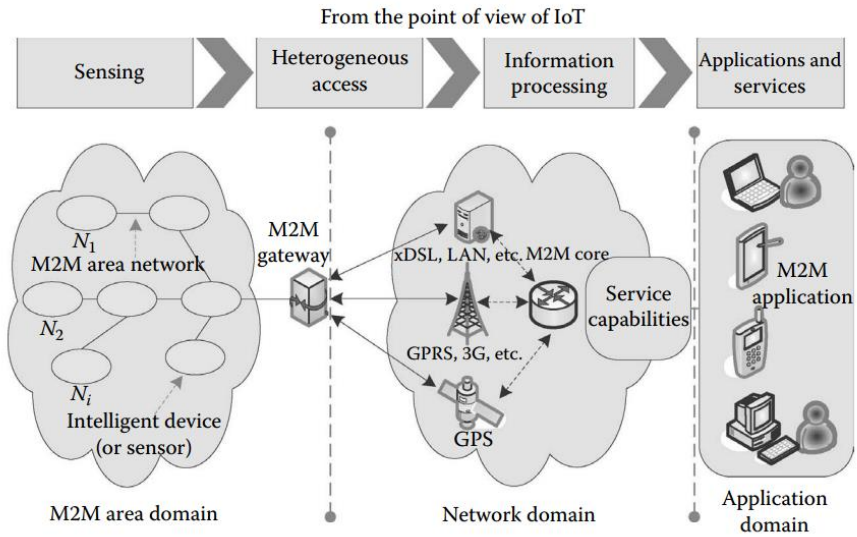 From the point of view of IoT
Sensing
Heterogeneous
access
Information
processing
Applications and
services
N1
M2M area network
N2
Ni
Intelligent device
(or sensor)
M2M area domain
M2M
gateway
xDSL, LAN, etc.
M2M core
GPRS, 3G, etc.
GPS
Service
capabilities
Network domain
M2M
application
Application
domain